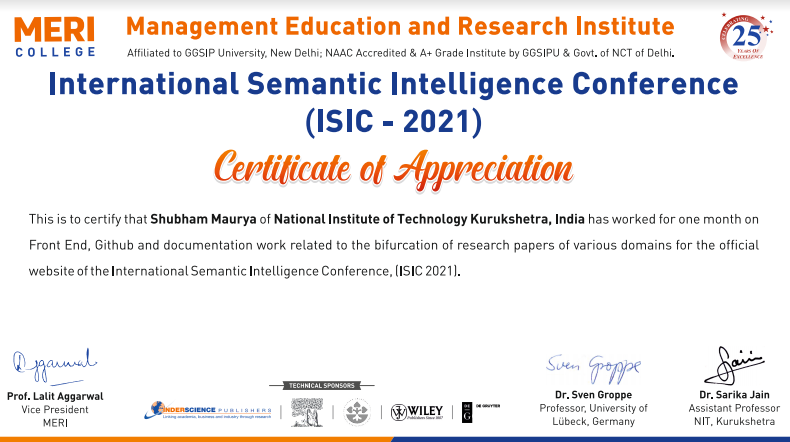 MERI
COLLEGE
Management Education and Research Institute
Affiliated to GGSIP University, New Delhi; NAAC Accredited & A+ Grade Institute by GGSIPU & Govt. of NCT of Delhi.
CELEBRATING
25
YEARS OF
EXCELLENCE
International Semantic Intelligence Conference
(ISIC - 2021)
Certificate of Appreciation
This is to certify that Shubham Maurya of National Institute of Technology Kurukshetra, India has worked for one month on
Front End, Github and documentation work related to the bifurcation of research papers of various domains for the official
website of the International Semantic Intelligence Conference, (ISIC 2021).
Aggarwal
Prof. Lalit Aggarwal
Vice President
MERI
TECHNICAL SPONSORS
INDERSCIENCE PUBLISHERS
Linking academia, business and industry through research
WILEY
Publishers Since 1807
DE
G
DE GRUYTER
Sven Groppe
Dr. Sven Groppe
Professor, University of
Lübeck, Germany
Dr. Sarika Jain
Assistant Professor
NIT, Kurukshetra